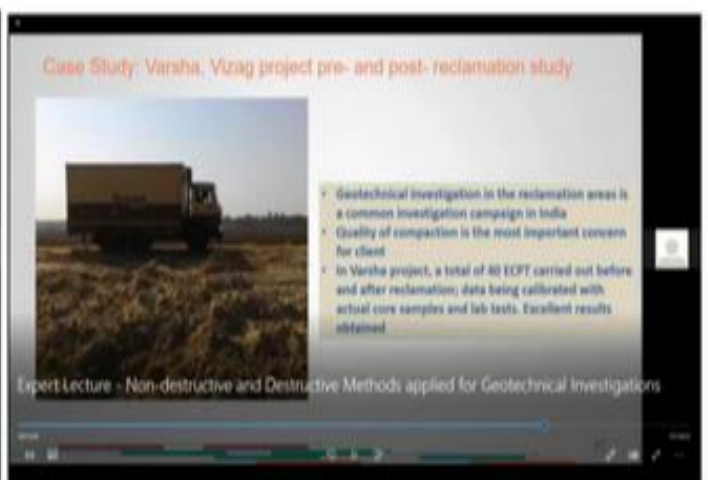 Case Study: Varsha, Vizag project pre- and post- reclamation study
• Geotechnical investigation in the reclamation areas is
a common investigation campaign in India
• Quality of compaction is the most important concern
for client
• In Varsha project, a total of 40 ECPT carried out before
and after reclamation; data being calibrated with
actual core samples and lab tests. Excellent results
obtained
Expert Lecture - Non-destructive and Destructive Methods applied for Geotechnical Investigations